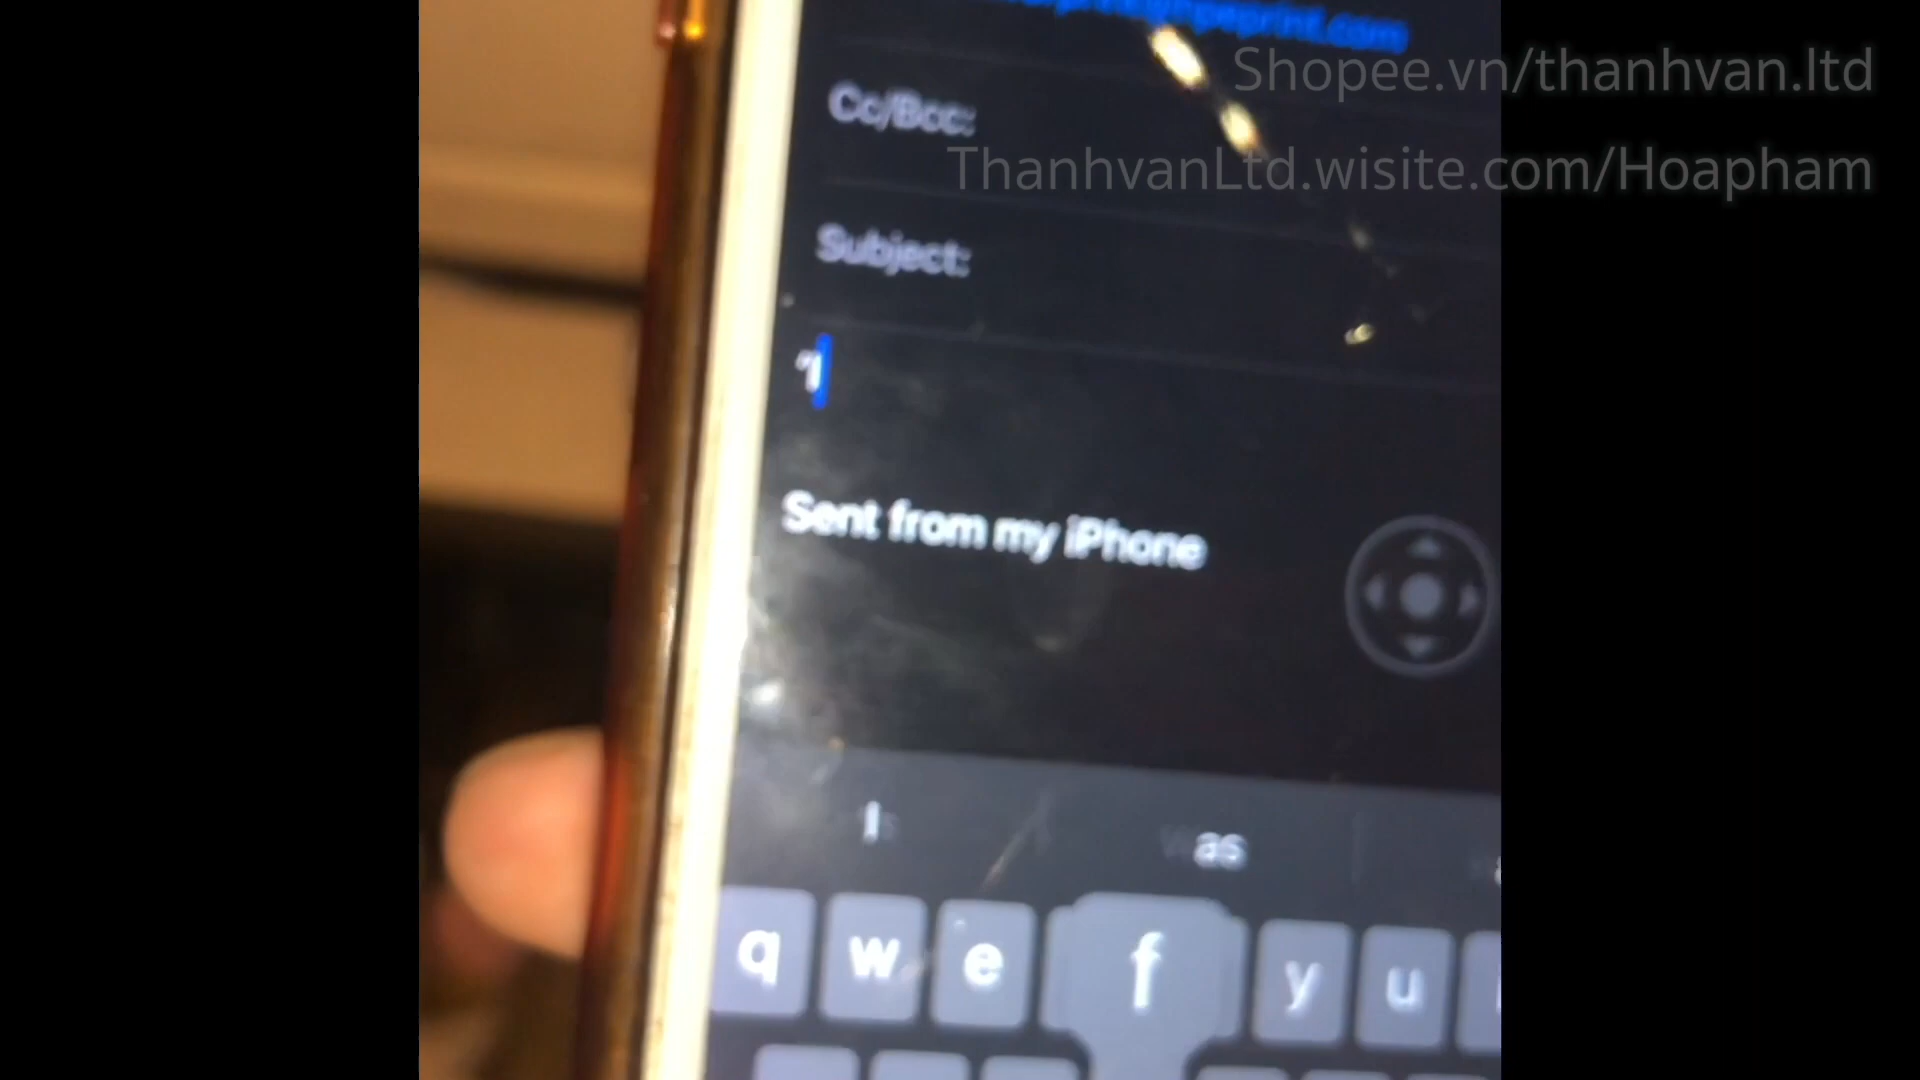 Shopee.vn/thanhvan.ltd
Cc/Bcc:
ThanhvanLtd.wisite.com/Hoapham
Subject:
Sent from my iPhone
I
as
q w e f y u